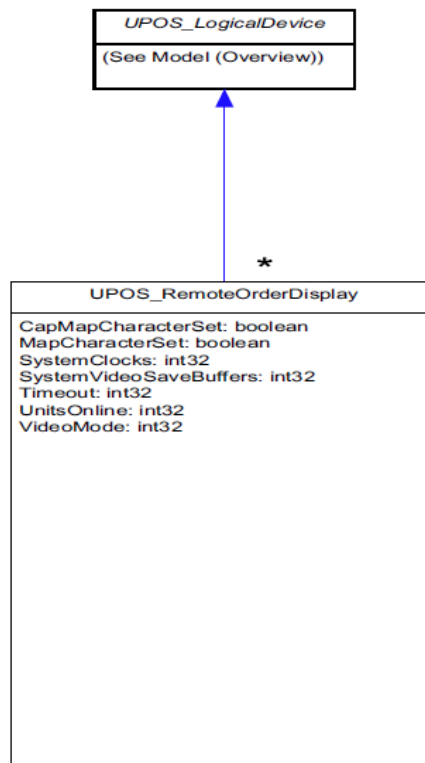 UPOS_LogicalDevice
(See Model (Overview))
*
UPOS_RemoteOrderDisplay
CapMapCharacterSet: boolean
MapCharacterSet: boolean
SystemClocks: int32
SystemVideoSaveBuffers: int32
Timeout: int32
UnitsOnline: int32
VideoMode: int32